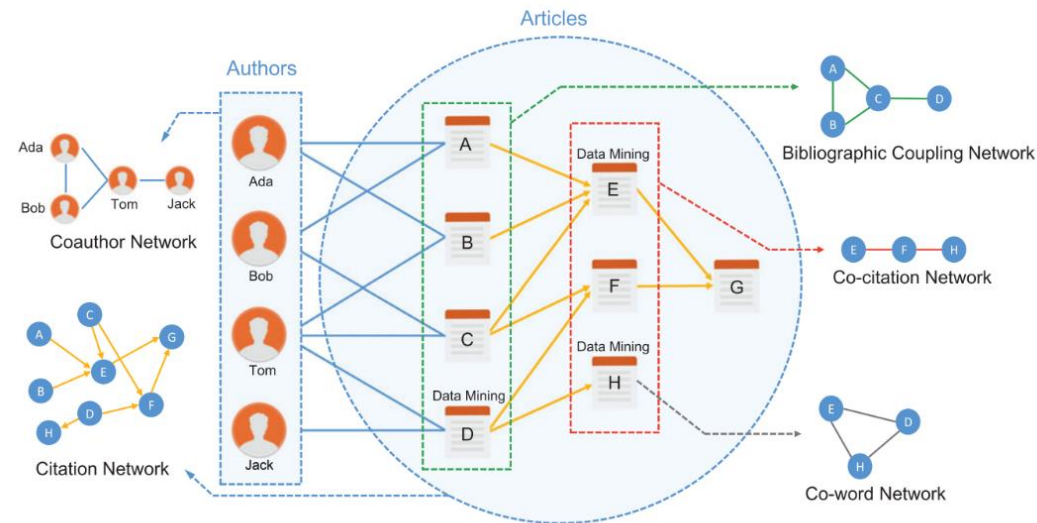 Articles
Authors
Ada
Bob
Tom
Jack
Coauthor Network
A
B
C
D
E
F
G
H
Citation Network
Ada
Bob
Tom
Jack
A
B
C
Data Mining
D
Data Mining
E
F
Data Mining
H
G
A
B
C
D
Bibliographic Coupling Network
E
F
H
Co-citation Network
E
D
H
Co-word Network